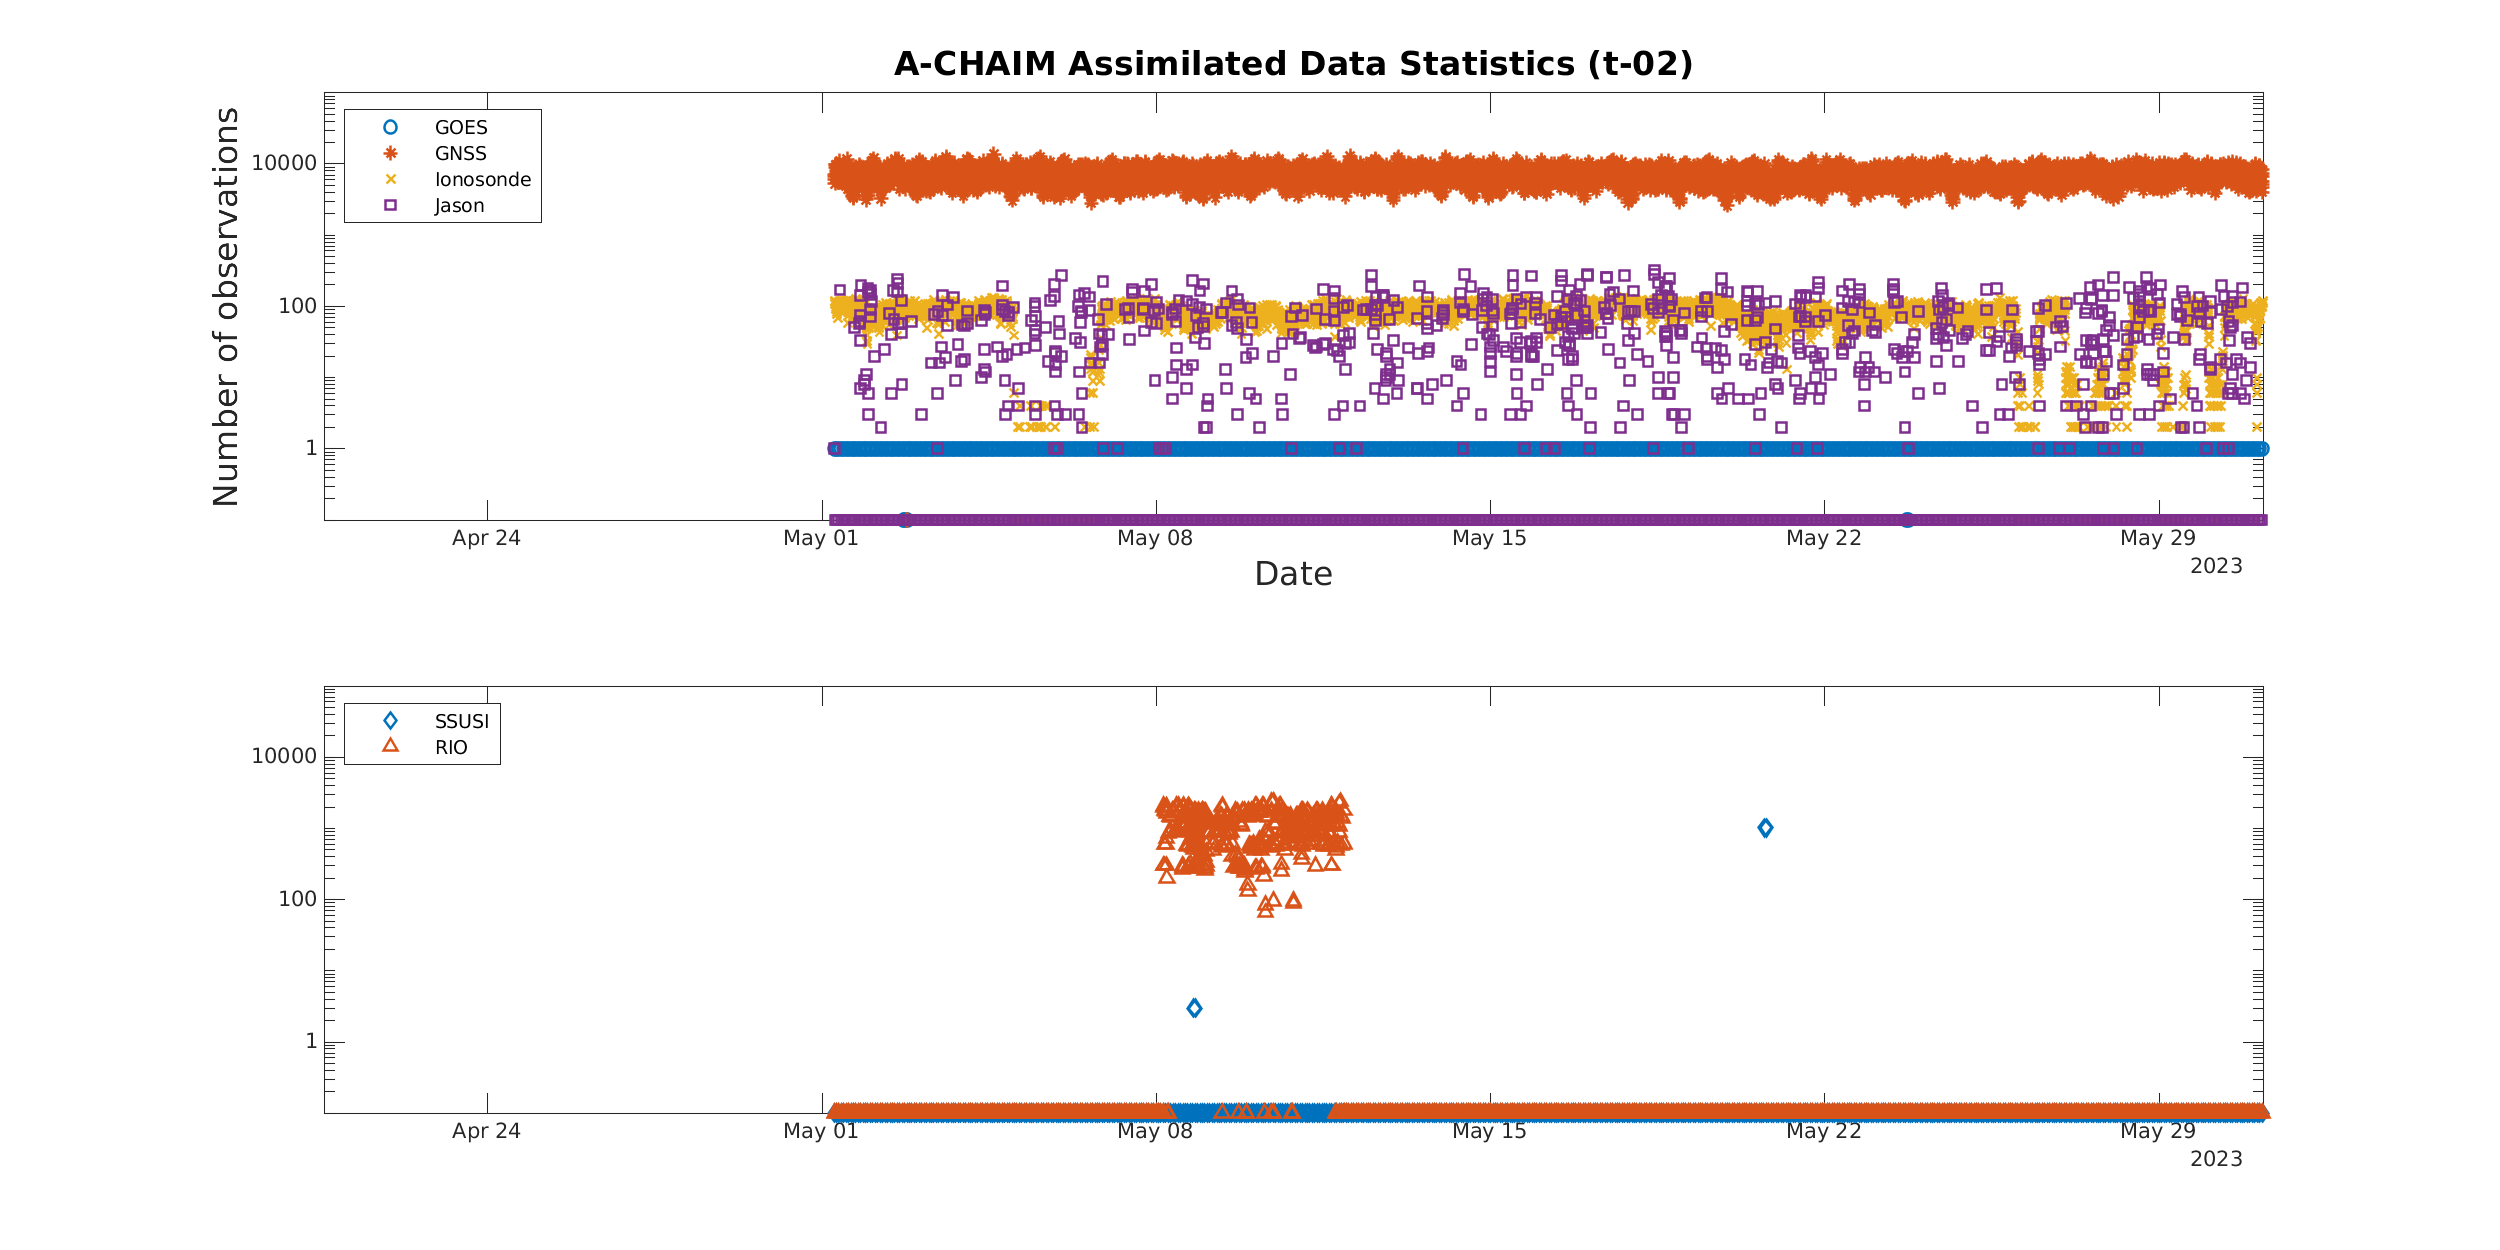 A-CHAIM Assimilated Data Statistics (t-02)
Number of observations
10000
100
1
GOES
GNSS
Ionosonde
Jason
Apr 24
May 01
May 08
May 15
May 22
May 29
2023
Date
10000
100
1
SSUSI
RIO
Apr 24
May 01
May 08
May 15
May 22
May 29
2023